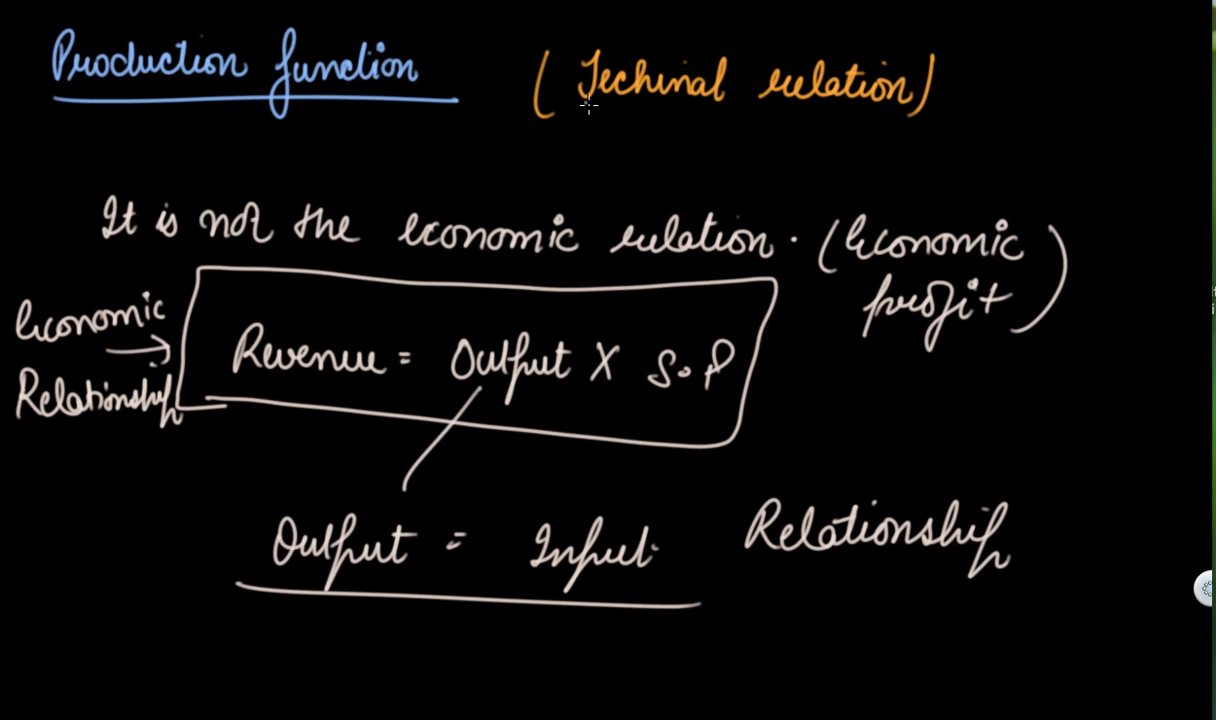 Production function (Techinal relation)
It is not the economic relation. (Economic profit)
Economic Relationship → Revenue = Output X S.P
Output = Input Relationship